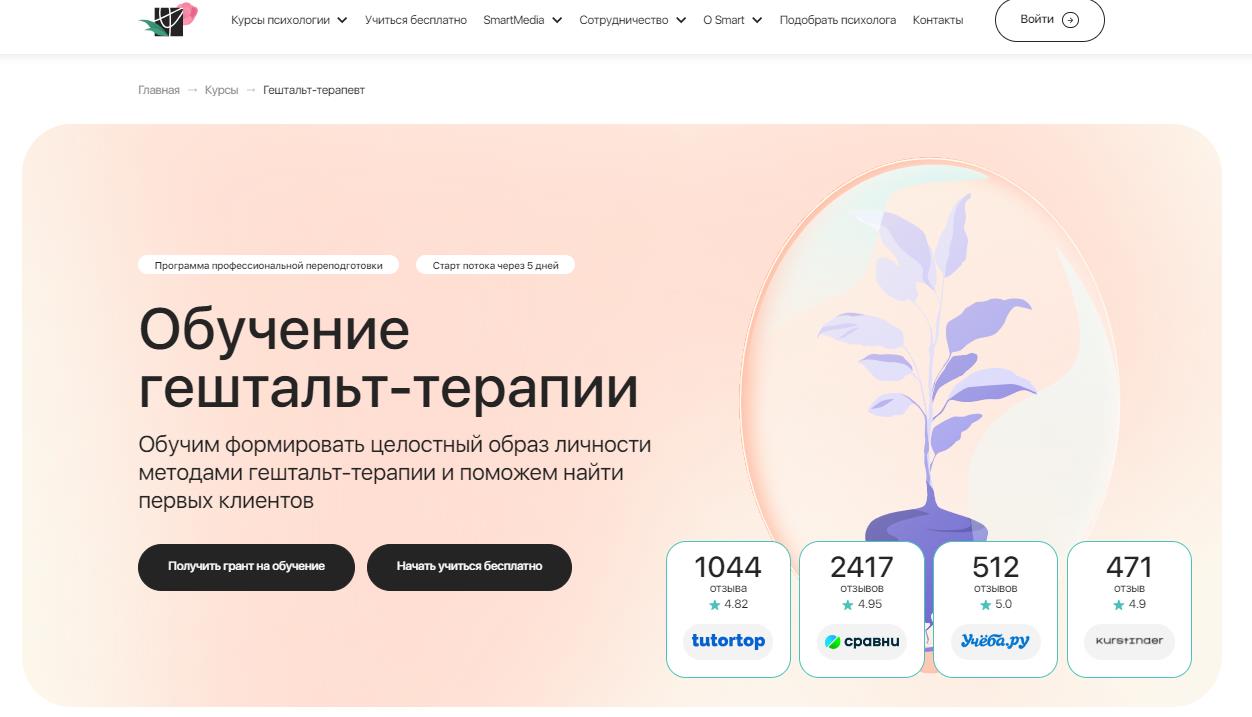 Курсы психологии Учиться бесплатно SmartMedia Сотрудничество О Smart Подобрать психолога Контакты Войти
Главная → Курсы → Гештальт-терапевт
Программа профессиональной переподготовки Старт потока через 5 дней
Обучение
гештальт-терапии
Обучим формировать целостный образ личности
методами гештальт-терапии и поможем найти
первых клиентов
Получить грант на обучение Начать учиться бесплатно
1044
отзыва
4.82
tutortop
2417
отзывов
4.95
сравни
512
отзывов
5.0
Учёба.ру
471
отзыв
4.9
kursfinder